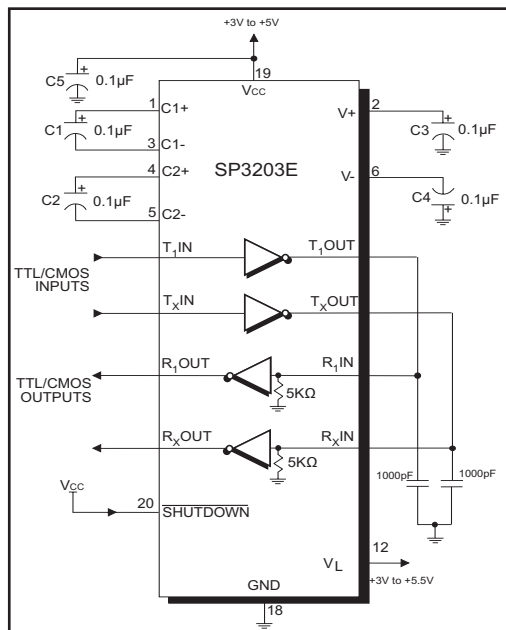 +3V to +5V
19
VCC
C5
+
0.1µF
1
C1+
C1
+
0.1µF
3
C1-
4
C2+
C2
+
0.1µF
5
C2-
SP3203E
V+
2
C3
+
0.1µF
V-
6
C4
+
0.1µF
TTL/CMOS
INPUTS
T1IN
T1OUT
TXIN
TXOUT
TTL/CMOS
OUTPUTS
R1OUT
R1IN
5KΩ
RXOUT
RXIN
5KΩ
1000pF
1000pF
VCC
20
SHUTDOWN
VL
12
+3V to +5.5V
GND
18